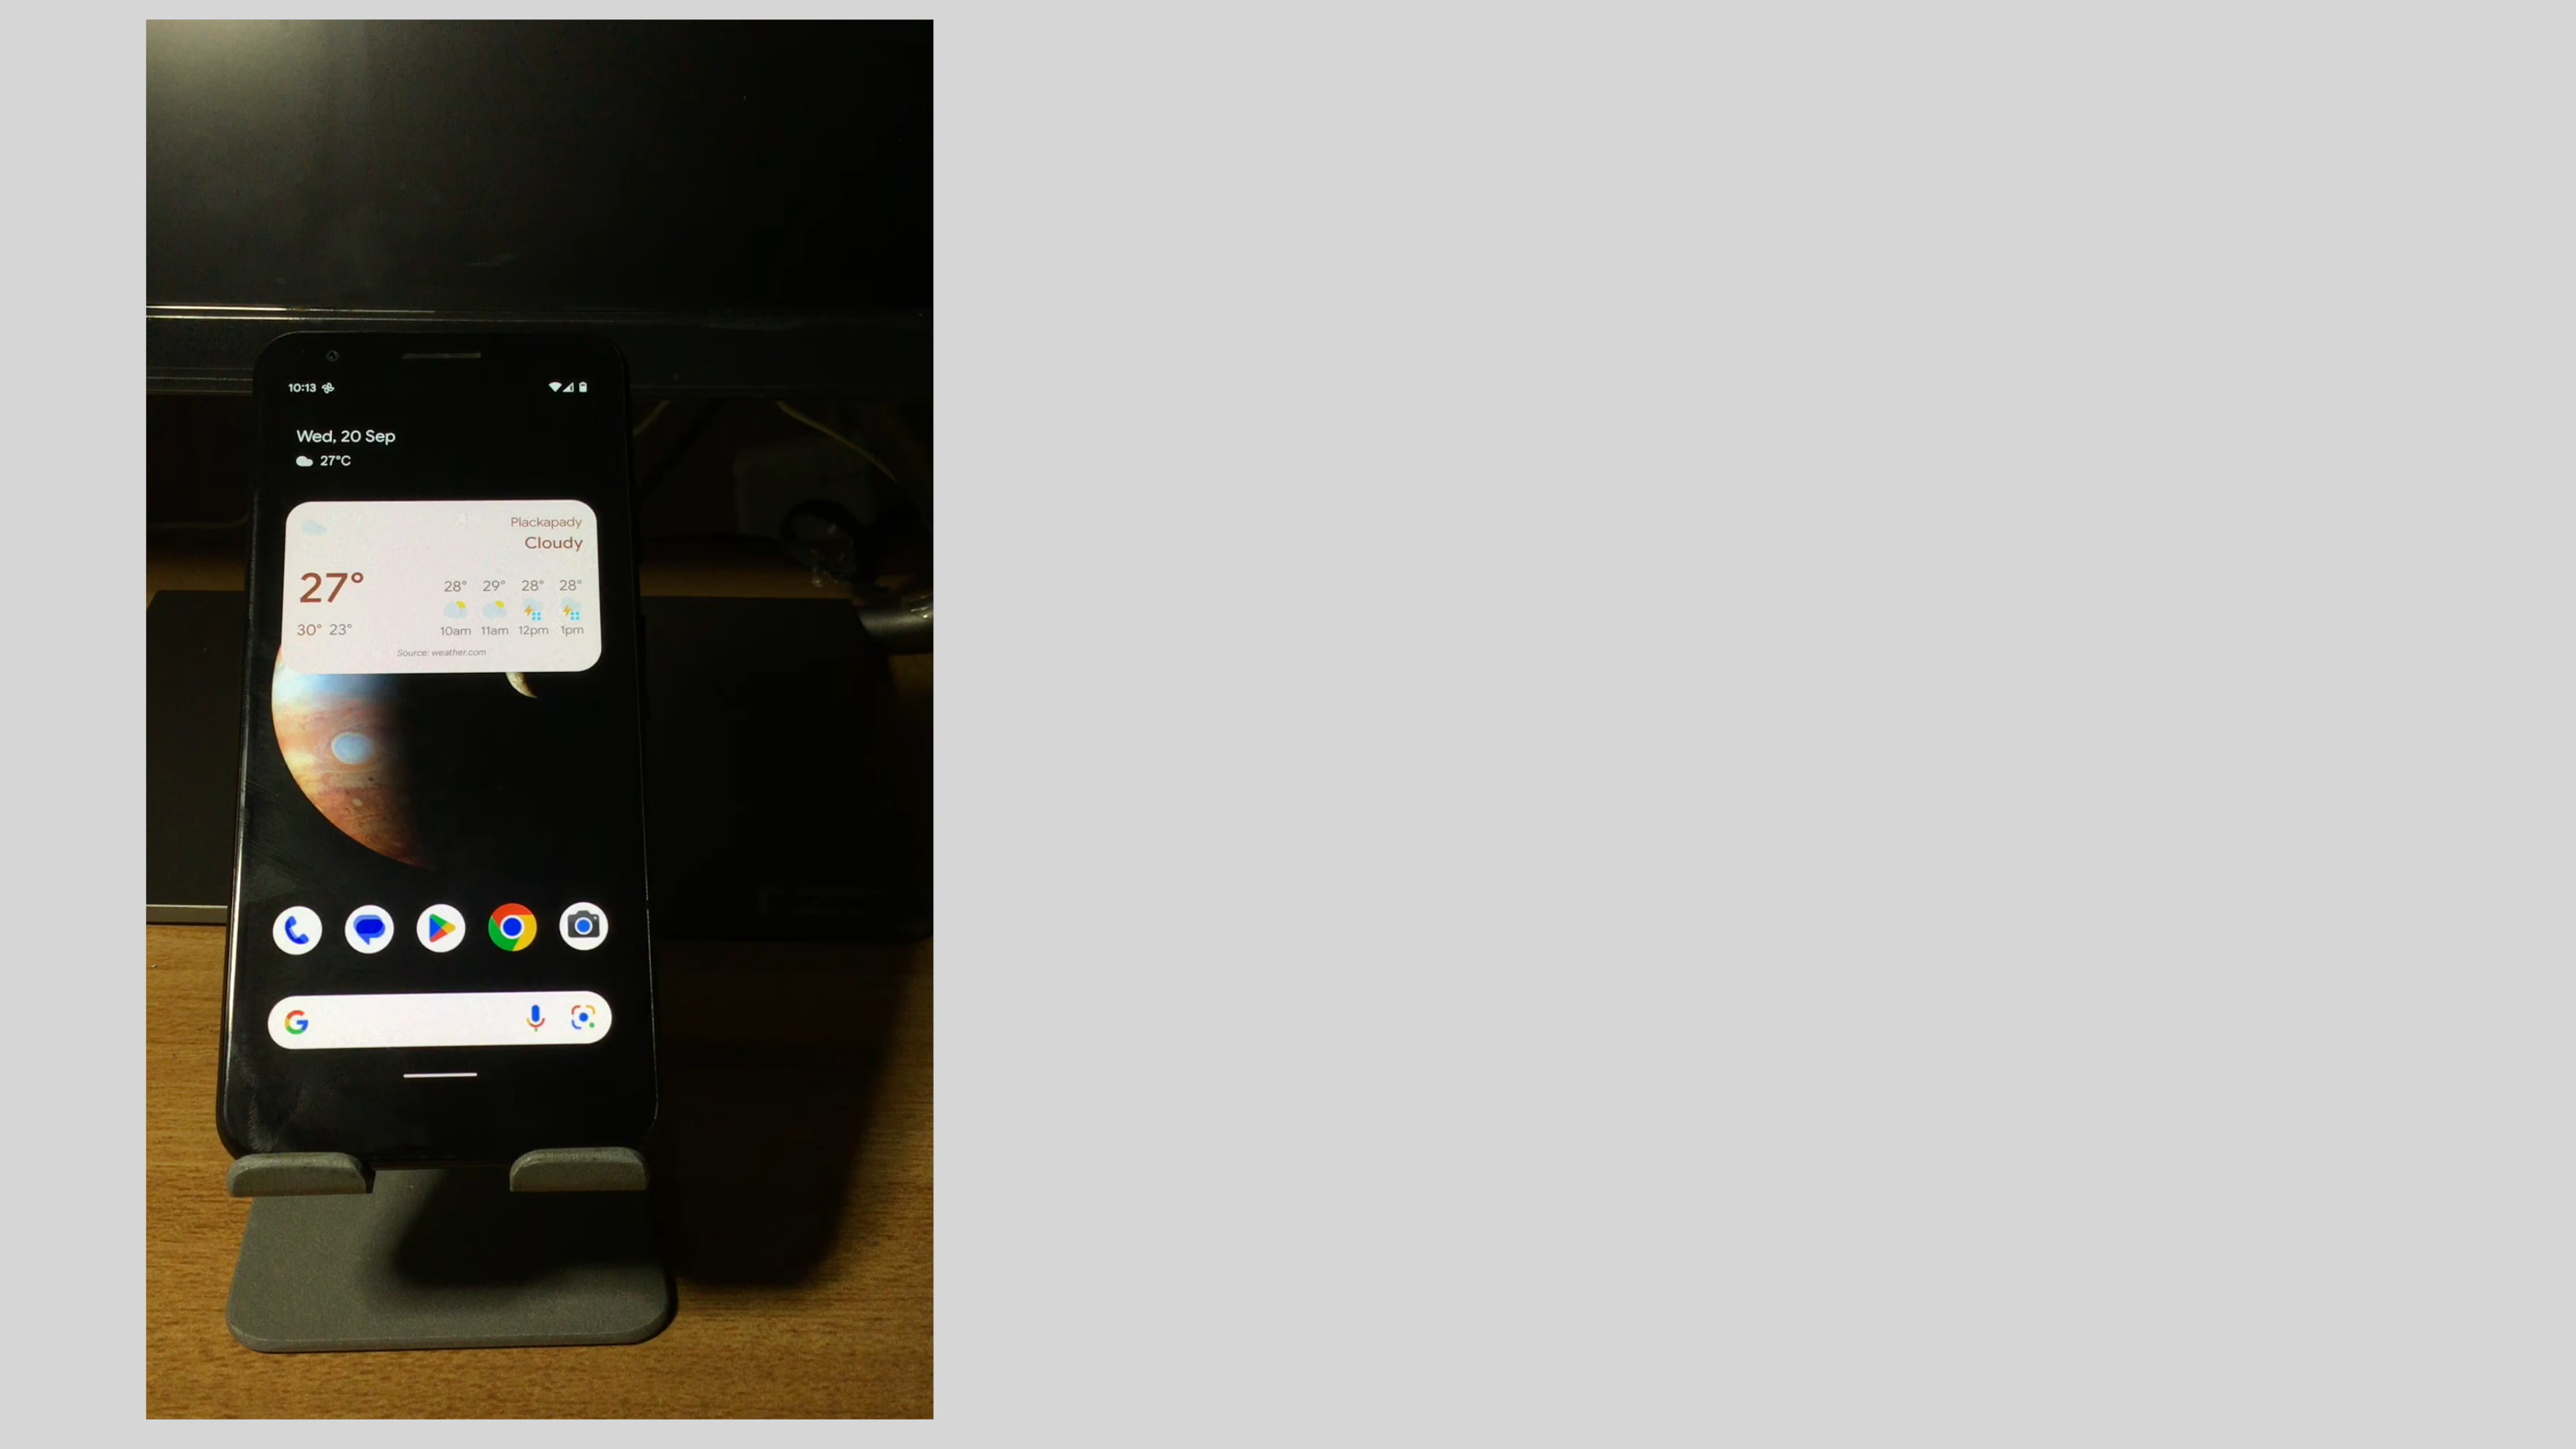 10:13
Wed, 20 Sep
27°C
Plackapady
Cloudy
27°
28° 29° 28° 28°
30° 23°
10am 11am 12pm 1pm
Source: weather.com